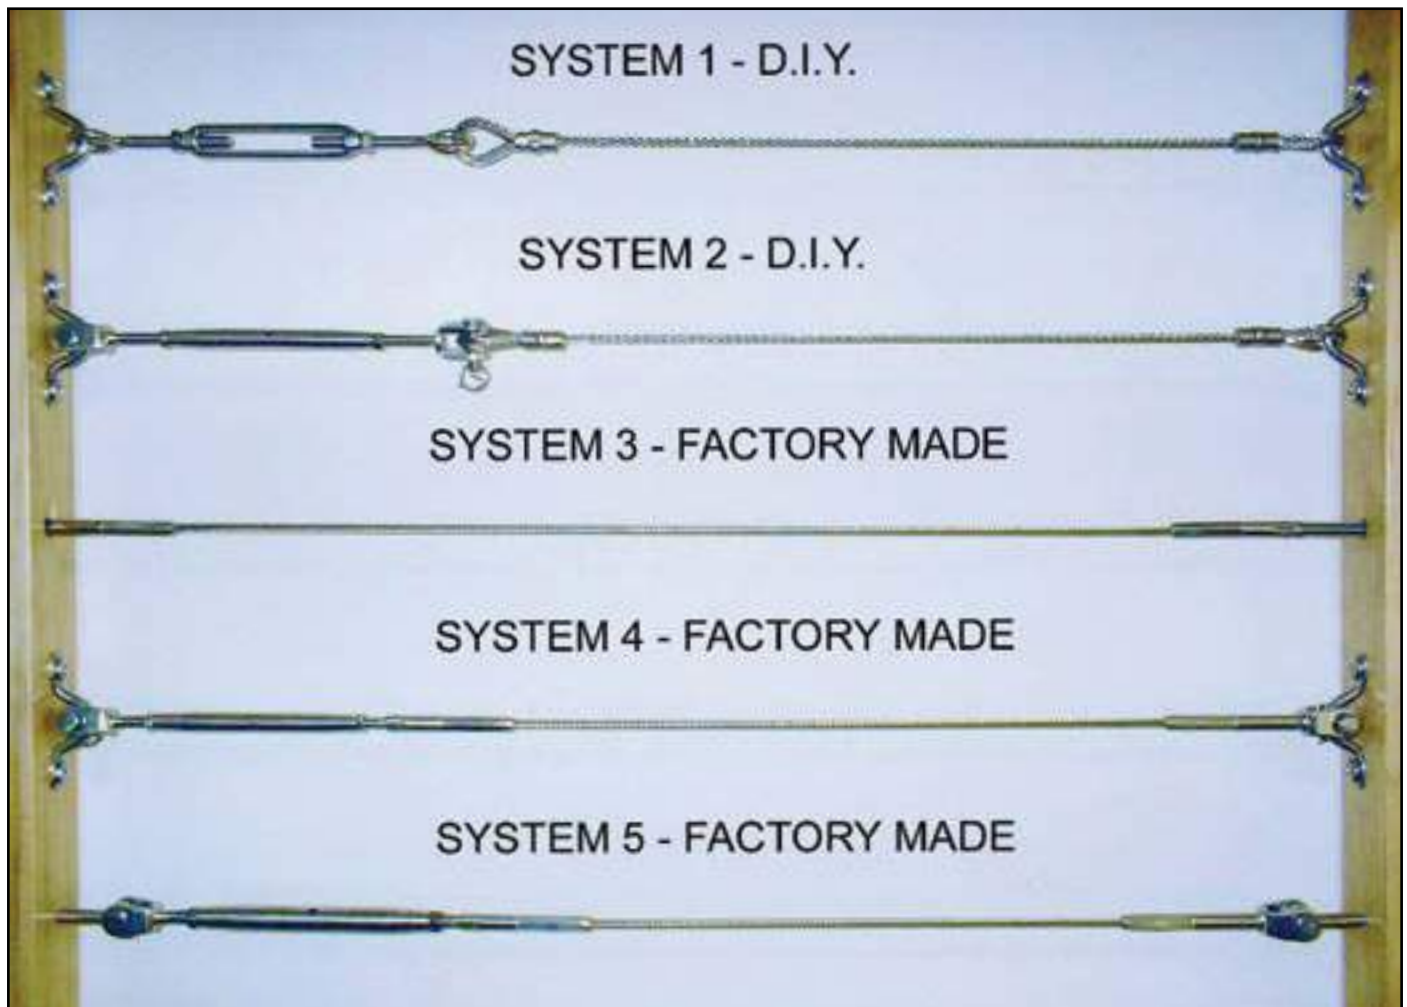 SYSTEM 1 - D.I.Y.
SYSTEM 2 - D.I.Y.
SYSTEM 3 - FACTORY MADE
SYSTEM 4 - FACTORY MADE
SYSTEM 5 - FACTORY MADE